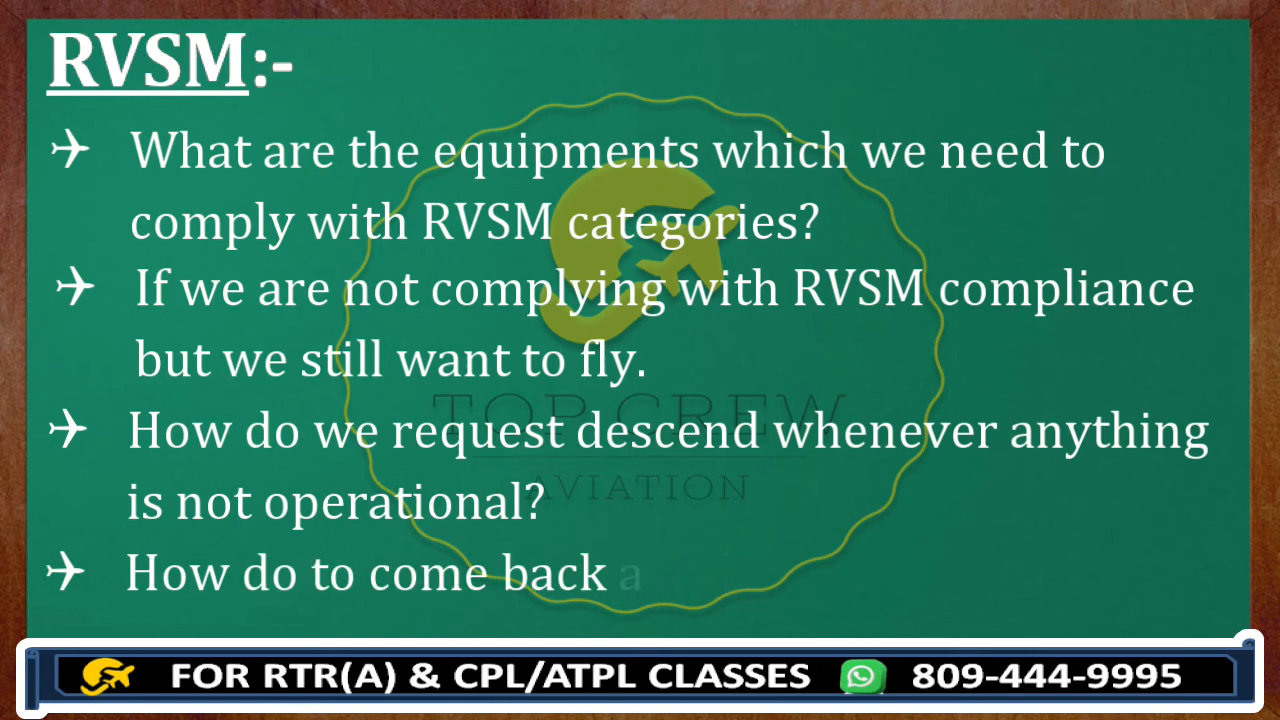 RVSM:-
What are the equipments which we need to
comply with RVSM categories?
If we are not complying with RVSM compliance
but we still want to fly.
How do we request descend whenever anything
is not operational?
How do to come back a
TOP CREW
AVIATION
FOR RTR(A) & CPL/ATPL CLASSES 809-444-9995